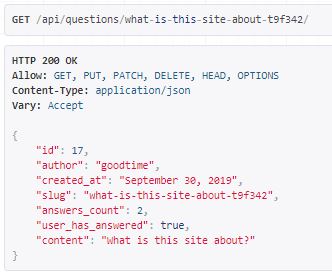 GET /api/questions/what-is-this-site-about-t9f342/
HTTP 200 OK
Allow: GET, PUT, PATCH, DELETE, HEAD, OPTIONS
Content-Type: application/json
Vary: Accept
{
"id": 17,
"author": "goodtime",
"created_at": "September 30, 2019",
"slug": "what-is-this-site-about-t9f342",
"answers_count": 2,
"user_has_answered": true,
"content": "What is this site about?"
}